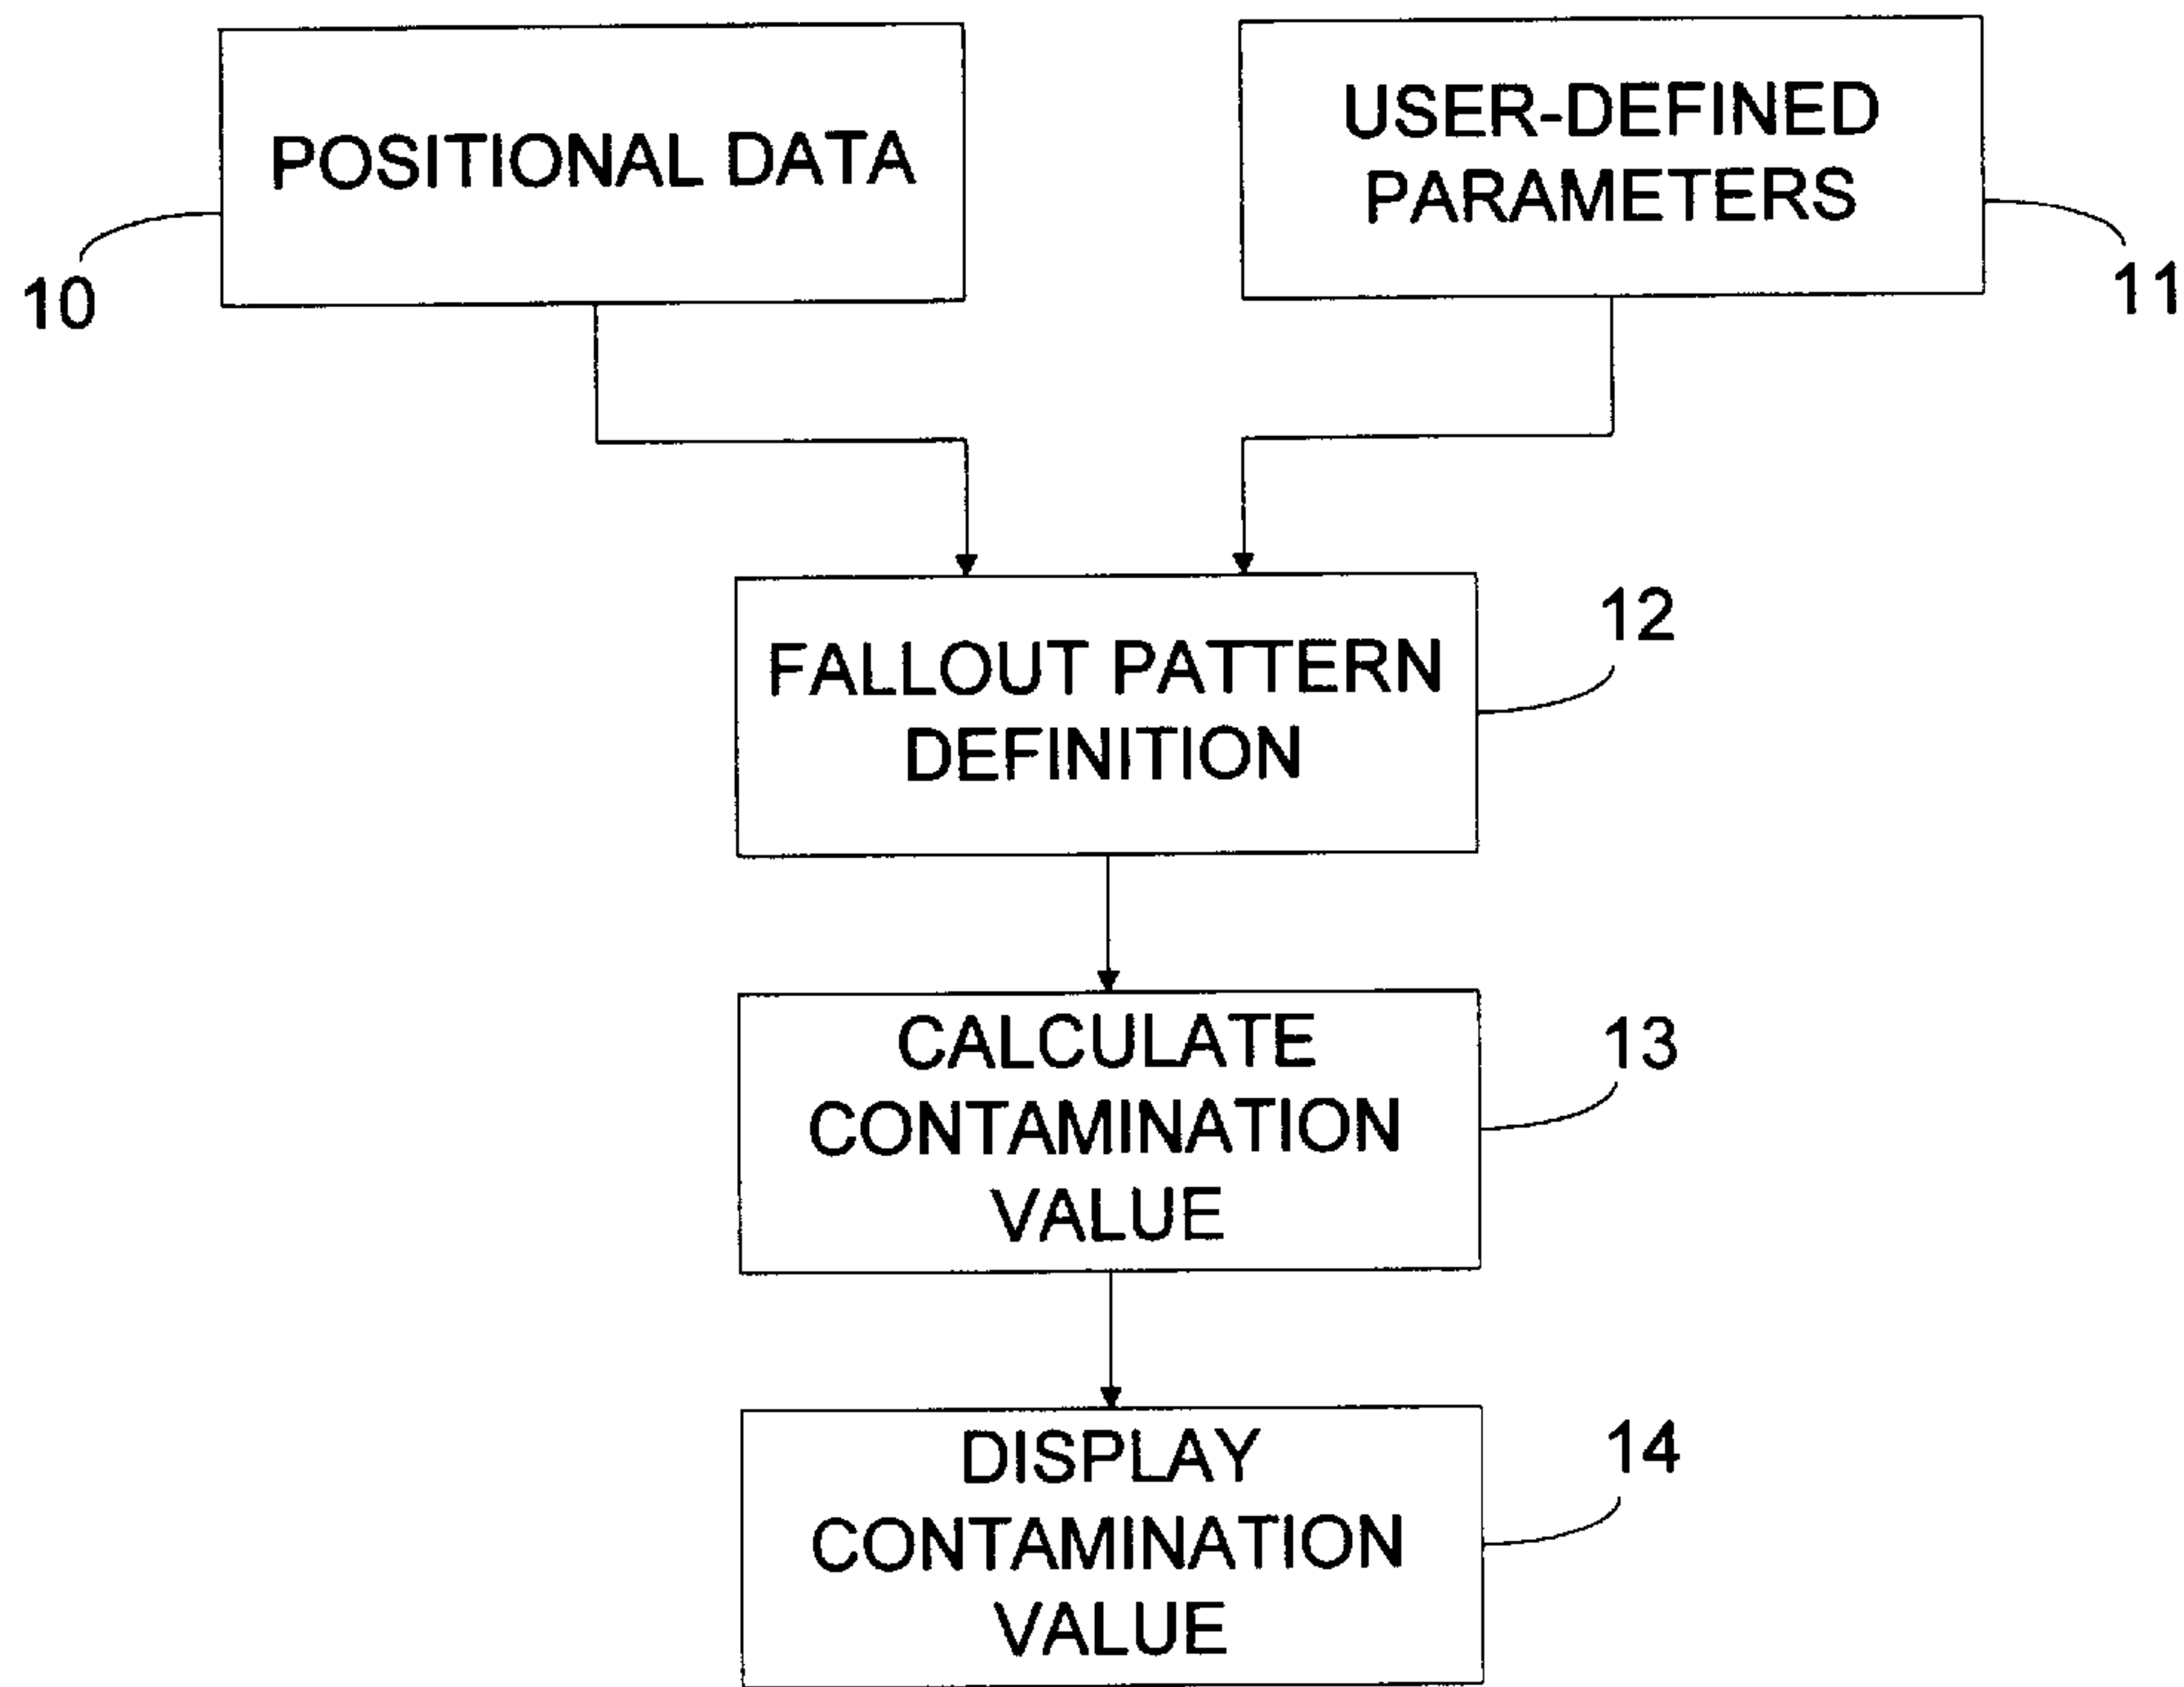 POSITIONAL DATA
10
USER-DEFINED
PARAMETERS
11
FALLOUT PATTERN
DEFINITION
12
CALCULATE
CONTAMINATION
VALUE
13
DISPLAY
CONTAMINATION
VALUE
14